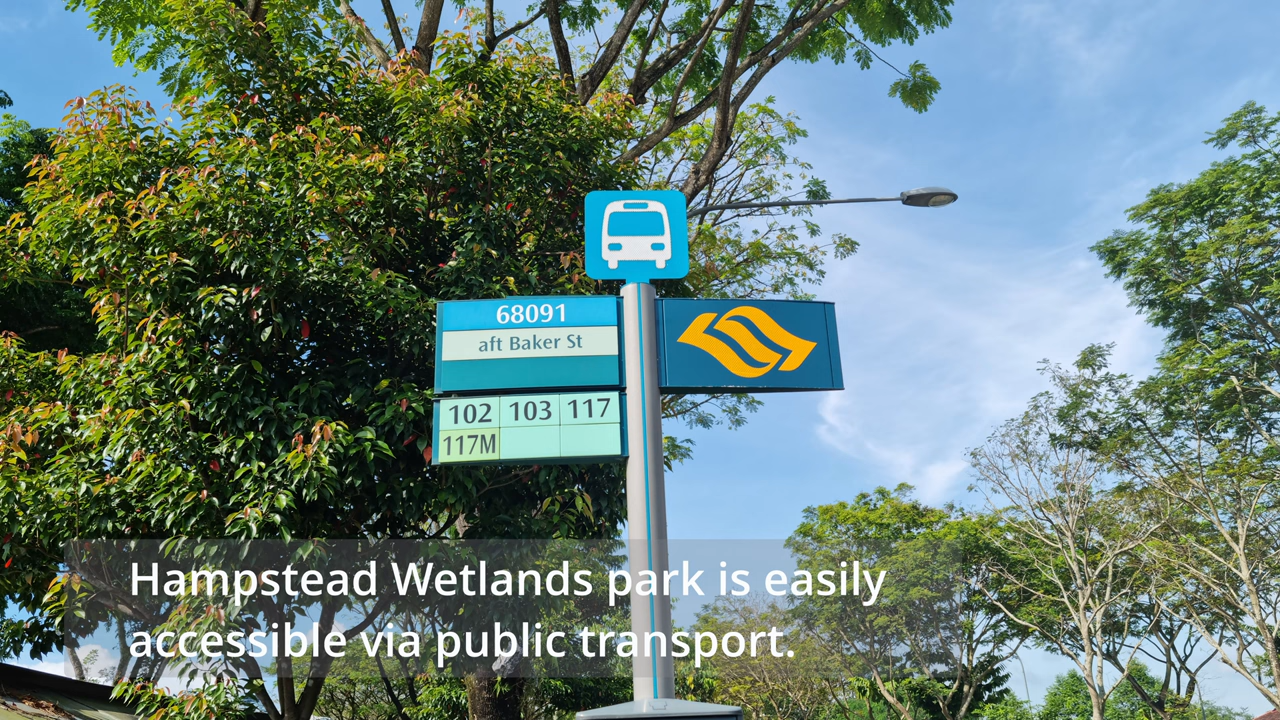 68091
aft Baker St
102 103 117
117M
Hampstead Wetlands park is easily
accessible via public transport.